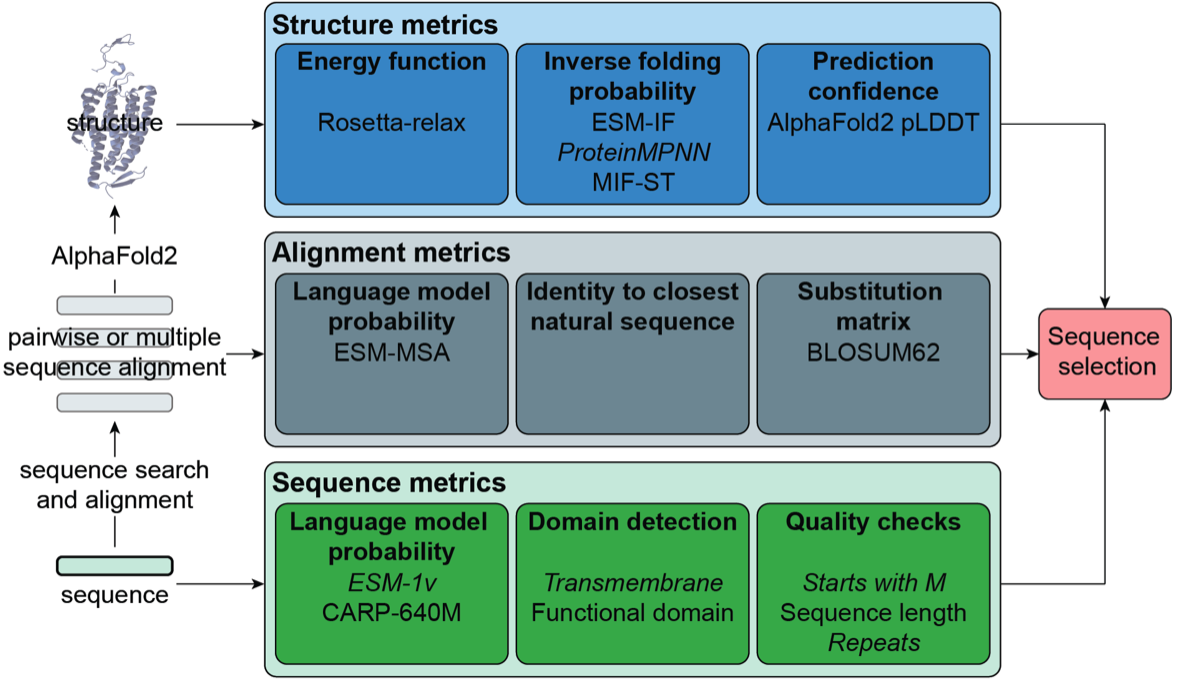 Structure metrics
Energy function
Rosetta-relax
Inverse folding
probability
ESM-IF
ProteinMPNN
MIF-ST
Prediction
confidence
AlphaFold2 pLDDT
structure
AlphaFold2
pairwise or multiple
sequence alignment
sequence search
and alignment
sequence
Alignment metrics
Language model
probability
ESM-MSA
Identity to closest
natural sequence
Substitution
matrix
BLOSUM62
Sequence metrics
Language model
probability
ESM-1v
CARP-640M
Domain detection
Transmembrane
Functional domain
Quality checks
Starts with M
Sequence length
Repeats
Sequence
selection